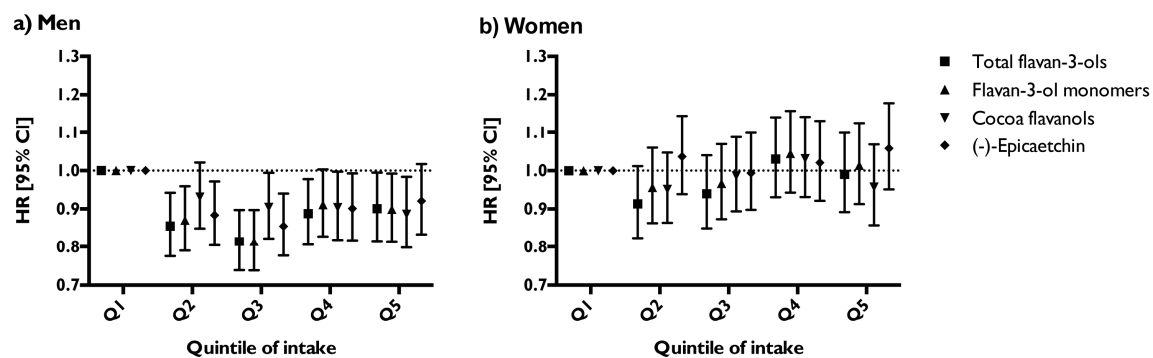 a) Men
b) Women
1.3
1.2
1.1
1.0
0.9
0.8
0.7
HR [95% CI]
Q1
Q2
Q3
Q4
Q5
Quintile of intake
1.3
1.2
1.1
1.0
0.9
0.8
0.7
HR [95% CI]
Q1
Q2
Q3
Q4
Q5
Quintile of intake
Total flavan-3-ols
Flavan-3-ol monomers
Cocoa flavanols
(-)-Epicaetchin